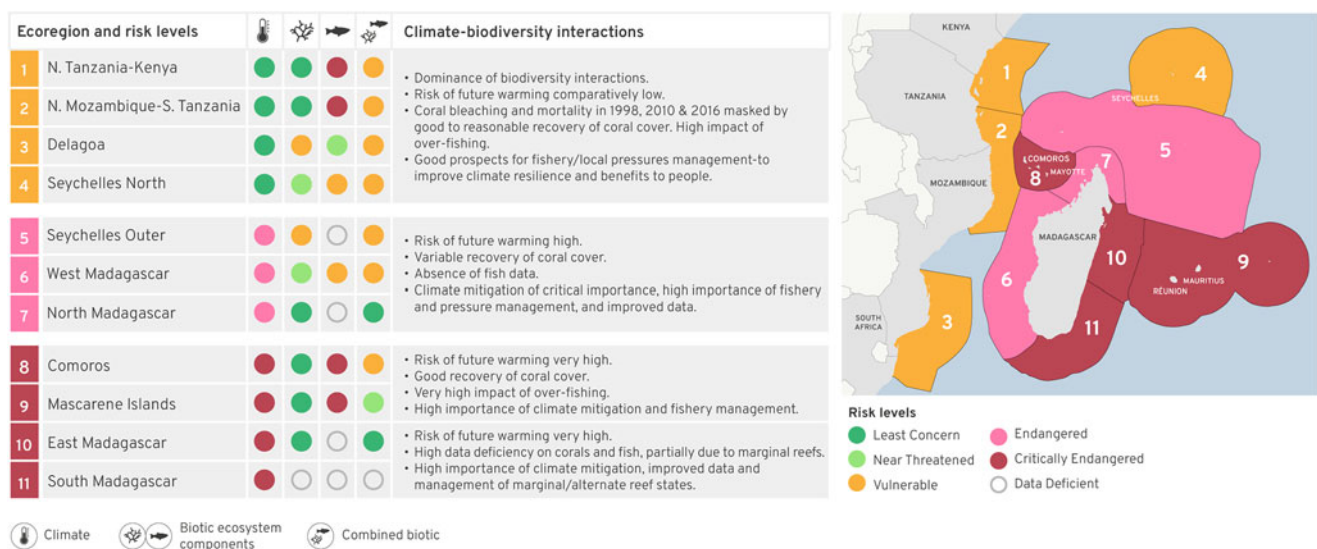 Ecoregion and risk levels
Climate-biodiversity interactions
1 N. Tanzania-Kenya
2 N. Mozambique-S. Tanzania
3 Delagoa
4 Seychelles North
• Dominance of biodiversity interactions.
• Risk of future warming comparatively low.
• Coral bleaching and mortality in 1998, 2010 & 2016 masked by
good to reasonable recovery of coral cover. High impact of
over-fishing.
• Good prospects for fishery/local pressures management-to
improve climate resilience and benefits to people.
5 Seychelles Outer
6 West Madagascar
7 North Madagascar
• Risk of future warming high.
• Variable recovery of coral cover.
• Absence of fish data.
• Climate mitigation of critical importance, high importance of fishery
and pressure management, and improved data.
8 Comoros
9 Mascarene Islands
• Risk of future warming very high.
• Good recovery of coral cover.
• Very high impact of over-fishing.
• High importance of climate mitigation and fishery management.
10 East Madagascar
11 South Madagascar
• Risk of future warming very high.
• High data deficiency on corals and fish, partially due to marginal reefs.
• High importance of climate mitigation, improved data and
management of marginal/alternate reef states.
Climate
Biotic ecosystem
components
Combined biotic
KENYA
1
4
TANZANIA
SEYCHELLES
2
5
COMOROS
7
8
MAYOTTE
MOZAMBIQUE
MADAGASCAR
10
9
6
MAURITIUS
RÉUNION
SOUTH
AFRICA
3
11
Risk levels
Least Concern
Near Threatened
Vulnerable
Endangered
Critically Endangered
Data Deficient